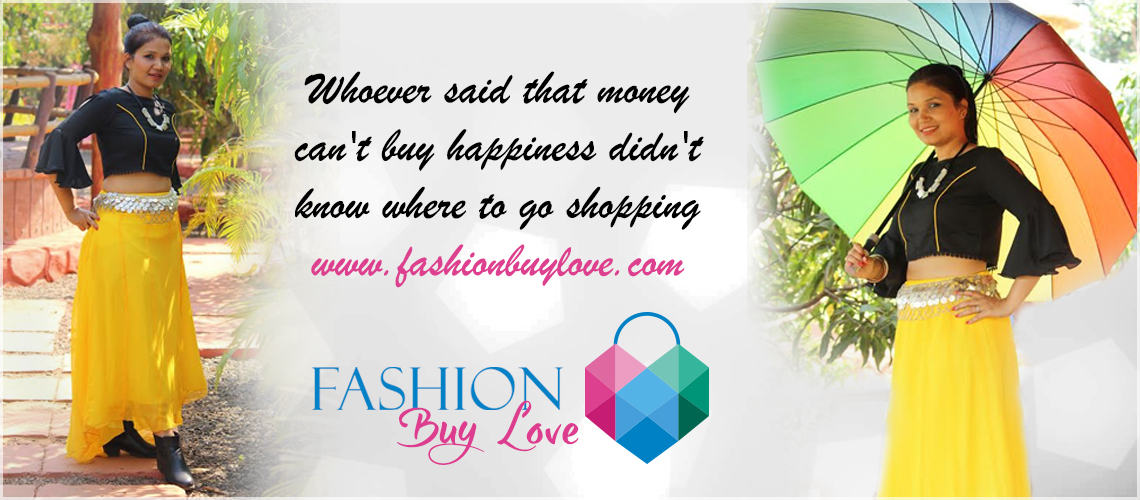 Whoever said that money
can't buy happiness didn't
know where to go shopping
www.fashionbuylove.com
FASHION
Buy Love